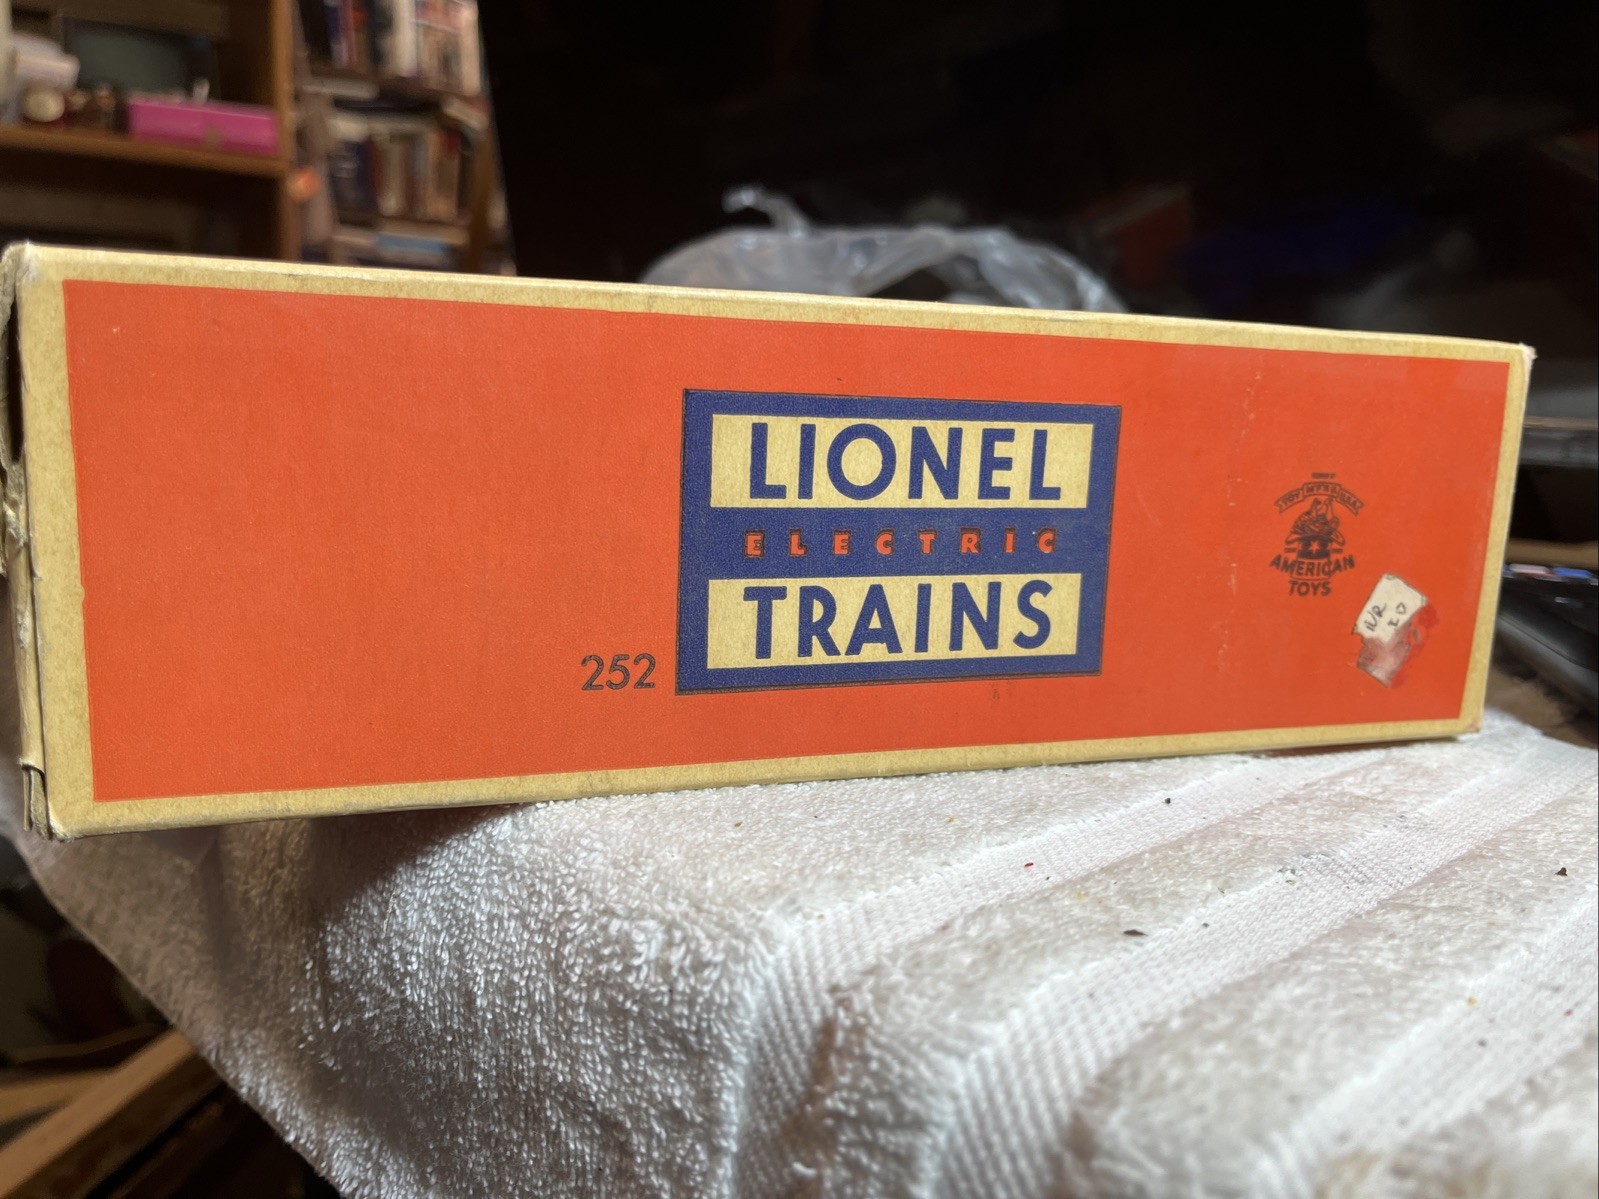 LIONEL
ELECTRIC
TRAINS
252
AMERICAN
TOYS